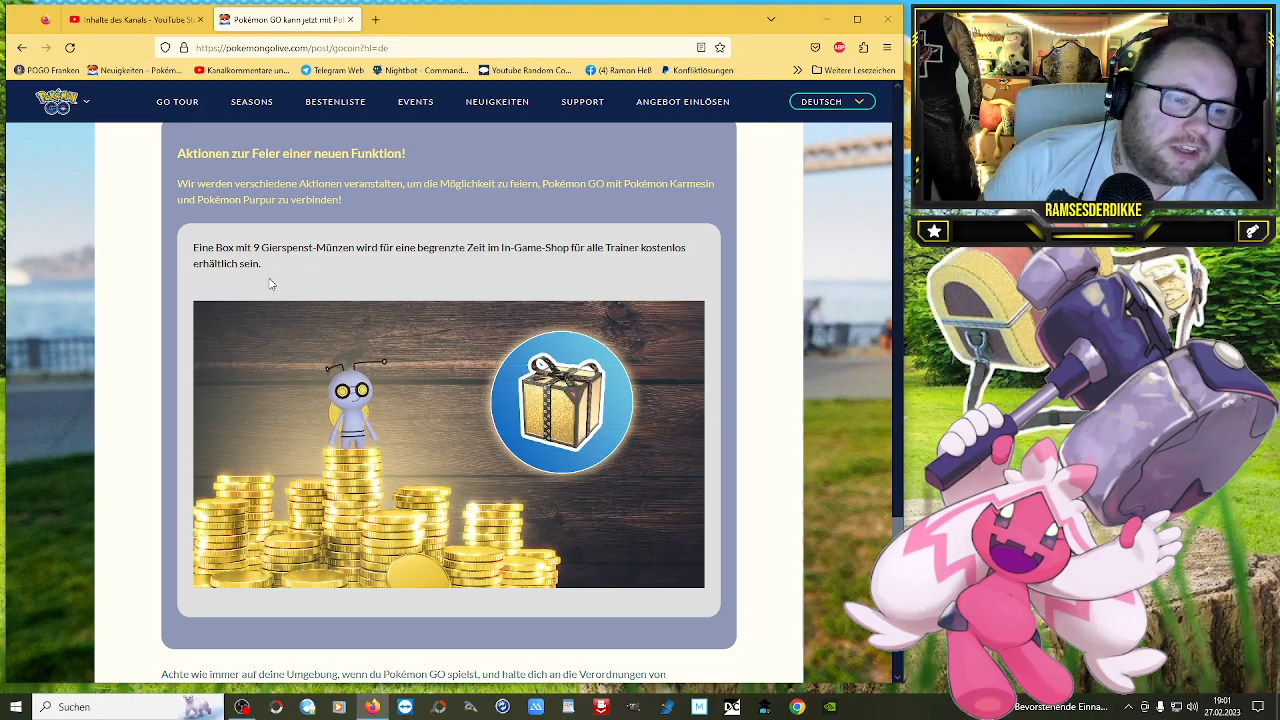 Inhalte des Kanals - YouTube St
Pokémon GO kann jetzt mit Pok
https://pokemongolive.com/post/gocoin?hl=de
POGO Franken
Neuigkeiten – Pokém...
Kanalkommentare un...
Telegram Web
Nightbot - Command...
Youtube Random Co...
(4) Ramon Heß
Konfliktlösungen
Weitere Lesezeichen
Pokémon GO
GO TOUR
SEASONS
BESTENLISTE
EVENTS
NEUIGKEITEN
SUPPORT
ANGEBOT EINLÖSEN
DEUTSCH
Aktionen zur Feier einer neuen Funktion!
Wir werden verschiedene Aktionen veranstalten, um die Möglichkeit zu feiern, Pokémon GO mit Pokémon Karmesin
und Pokémon Purpur zu verbinden!
Eine Box mit 9 Gierspenst-Münzen wird für eine begrenzte Zeit im In-Game-Shop für alle Trainer kostenlos
erhältlich sein.
Achte wie immer auf deine Umgebung, wenn du Pokémon GO spielst, und halte dich an die Verordnungen von
RAMSESDERDIKKE
Suchen
Bevorstehende Einna...
19:01
27.02.2023